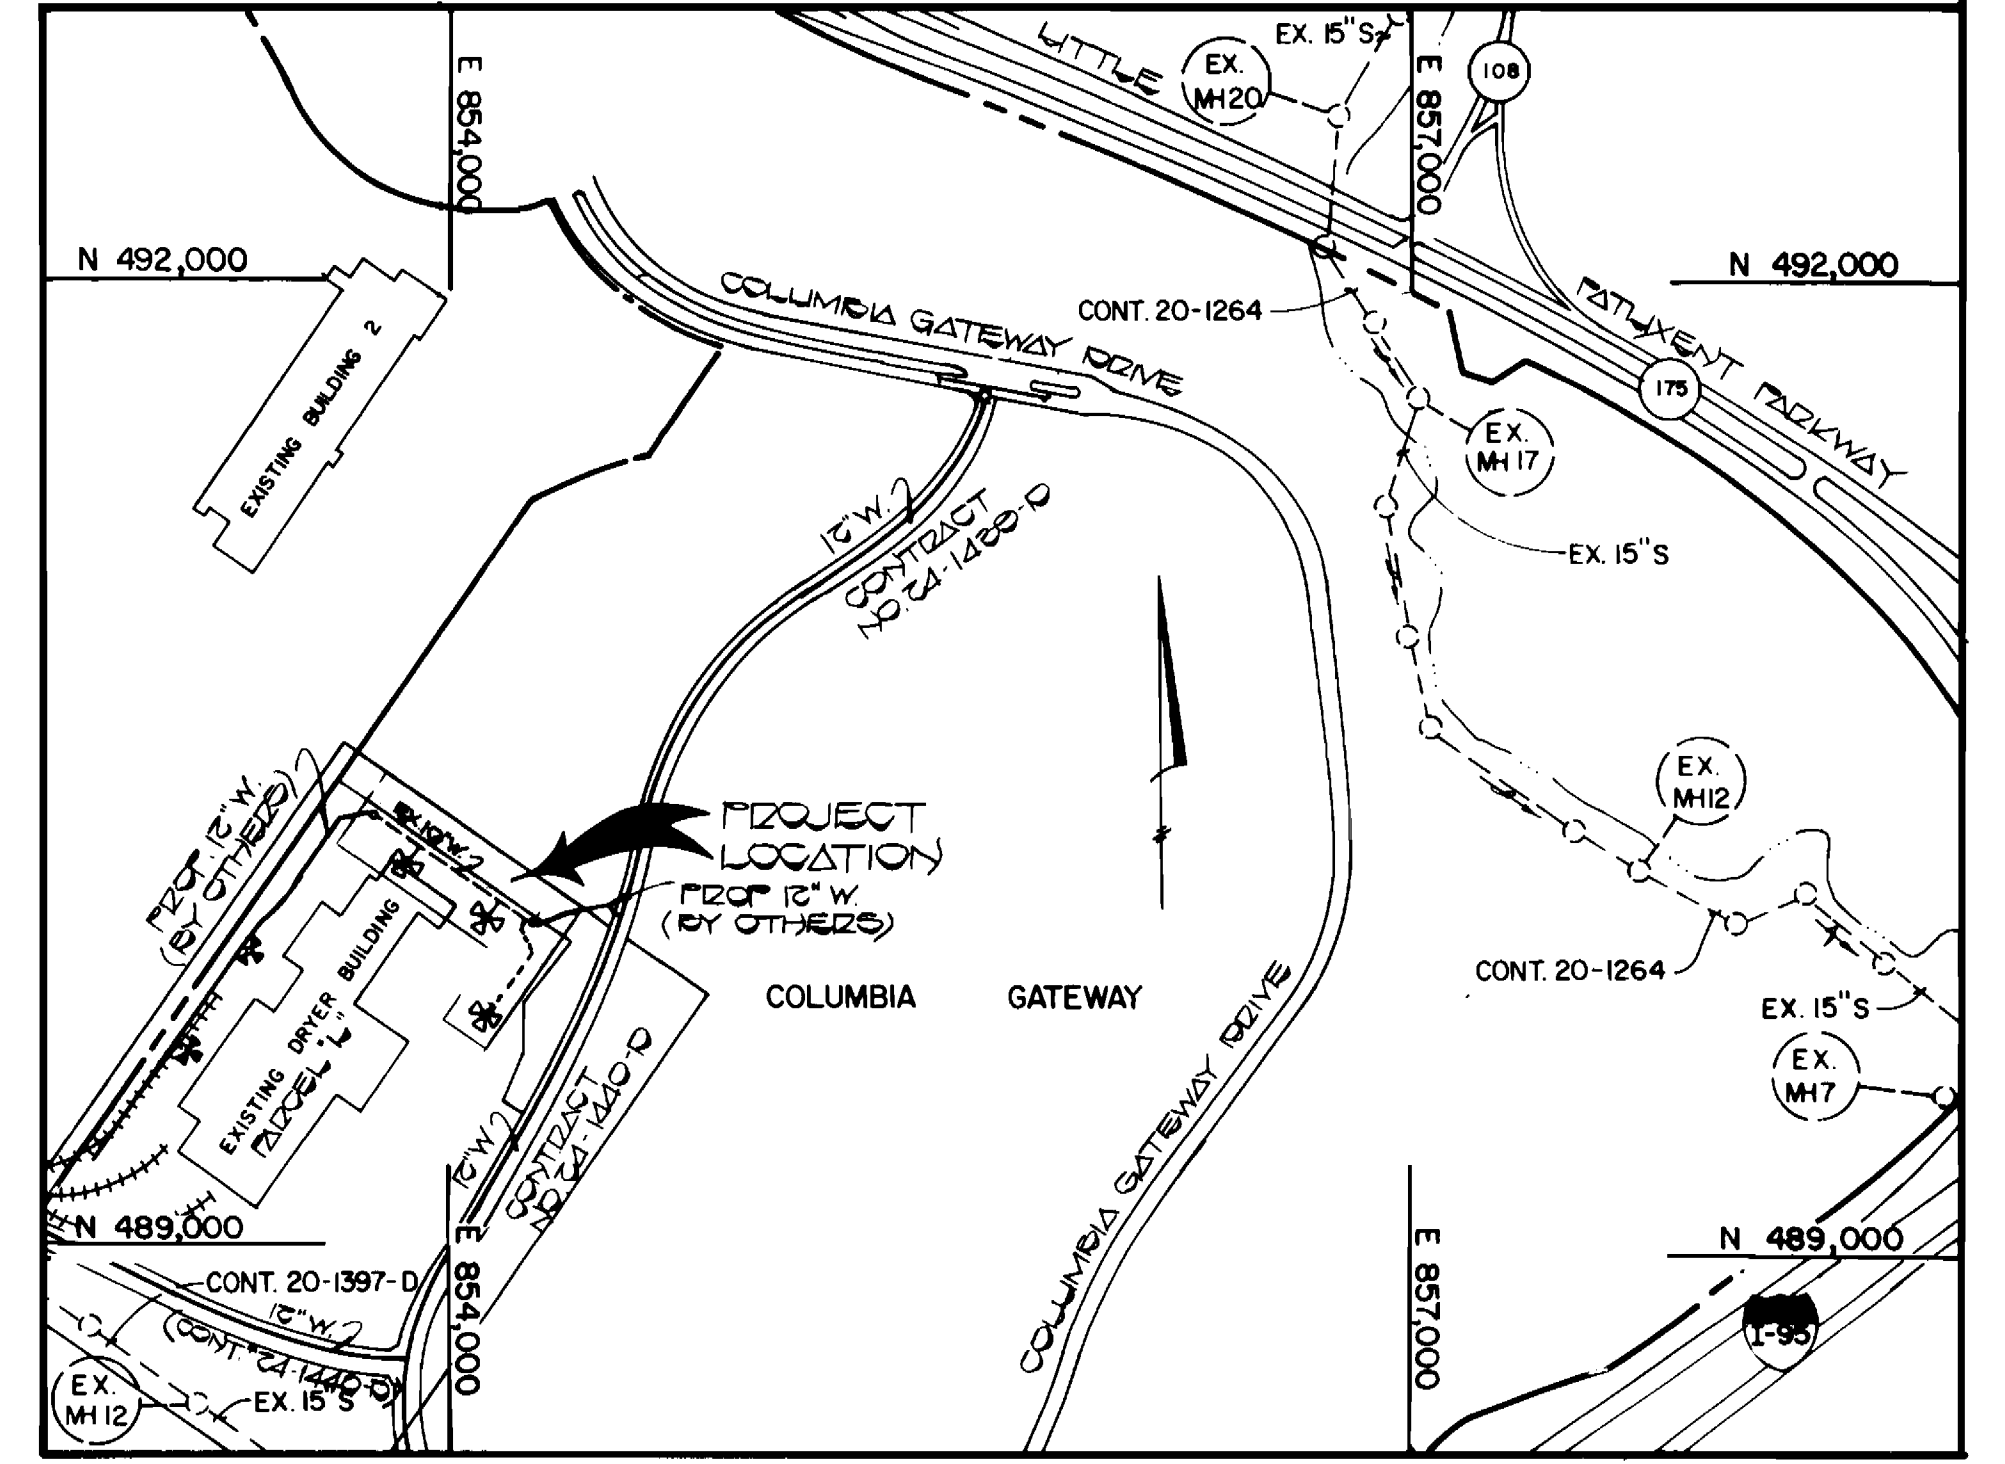 EX. 15"S
LITTLE
EX.
MH20
E 854,000
E 857,000
108
N 492,000
N 492,000
COLUMBIA GATEWAY DRIVE
CONT. 20-1264
PATUXENT PARKWAY
175
EXISTING BUILDING 2
EX.
MH 17
12"W.
CONTRACT
EX. 15"S
EX.
MH12
PROP. 12" W.
(BY OTHERS)
PROJECT
LOCATION
PROP 12" W.
(BY OTHERS)
EXISTING DRYER BUILDING
PARCEL "L"
COLUMBIA GATEWAY
CONT. 20-1264
EX. 15"S
EX.
MH7
COLUMBIA GATEWAY DRIVE
12"W.
CONTRACT
NO. 24-1440-D
N 489,000
N 489,000
E 854,000
E 857,000
CONT. 20-1397-D
12"W.
(CONT. #24-1440-D)
I-95
EX.
MH 12
EX. 15"S